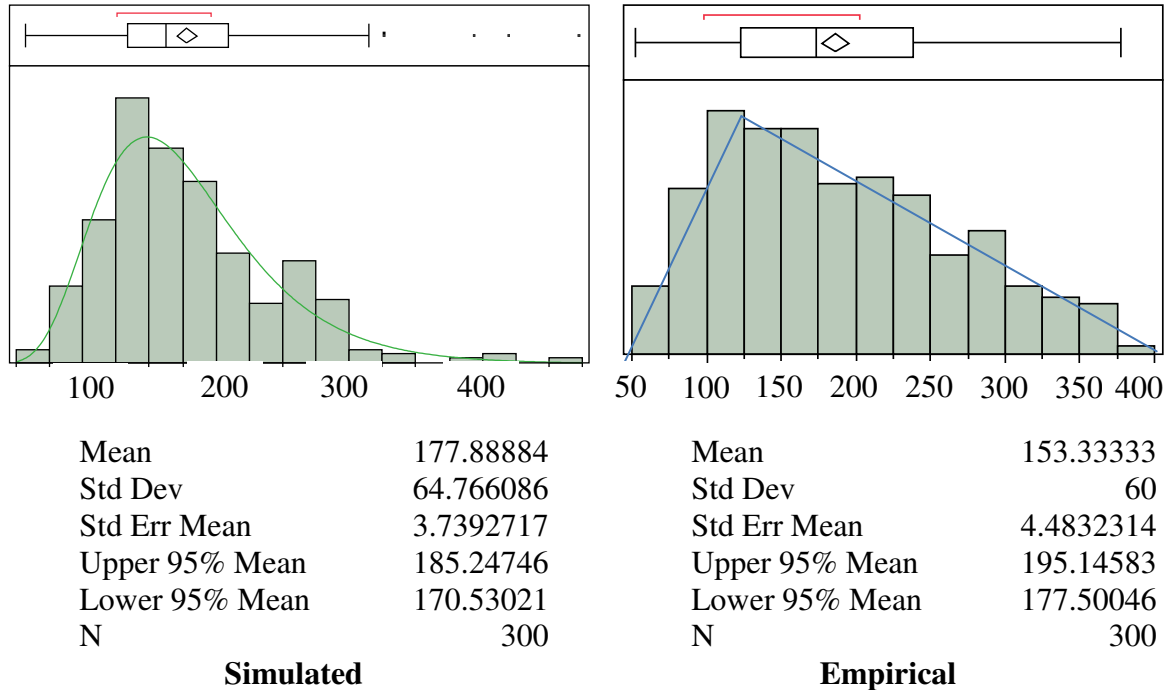 100 200 300 400
Mean 177.88884
Std Dev 64.766086
Std Err Mean 3.7392717
Upper 95% Mean 185.24746
Lower 95% Mean 170.53021
N 300
Simulated
50 100 150 200 250 300 350 400
Mean 153.33333
Std Dev 60
Std Err Mean 4.4832314
Upper 95% Mean 195.14583
Lower 95% Mean 177.50046
N 300
Empirical